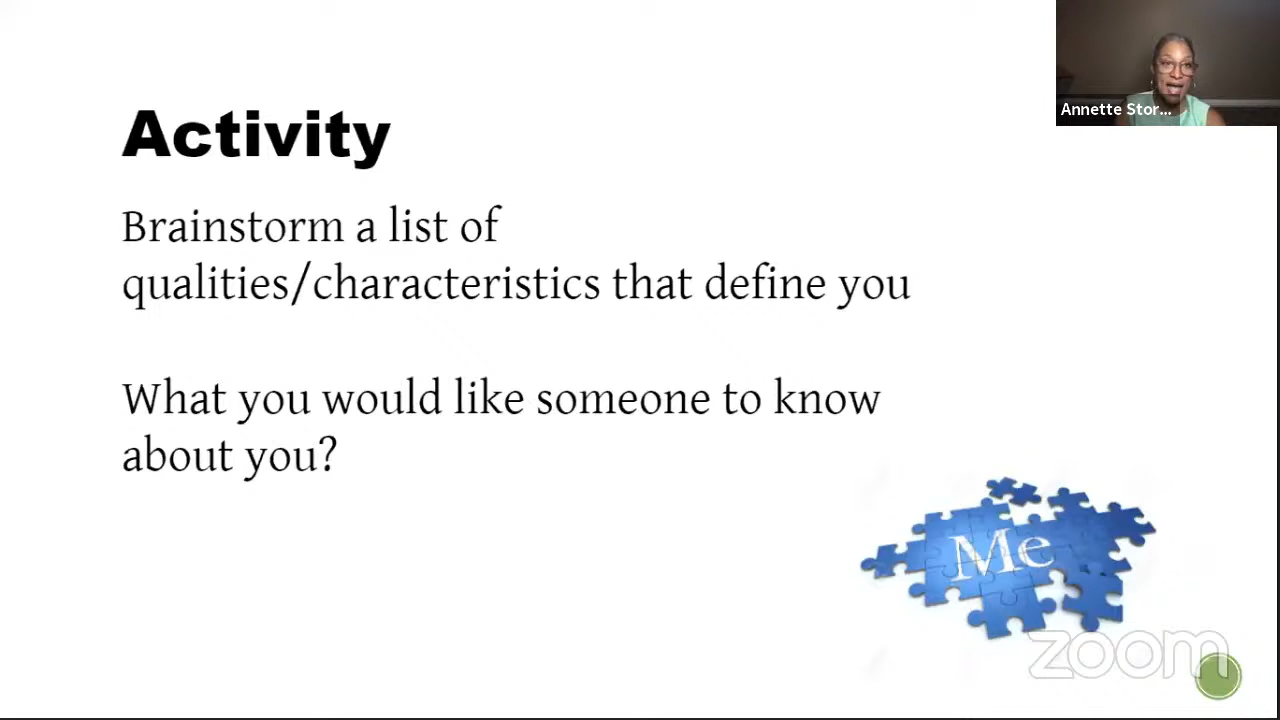 Annette Stor...
Activity
Brainstorm a list of
qualities/characteristics that define you
What you would like someone to know
about you?
Me
zoom